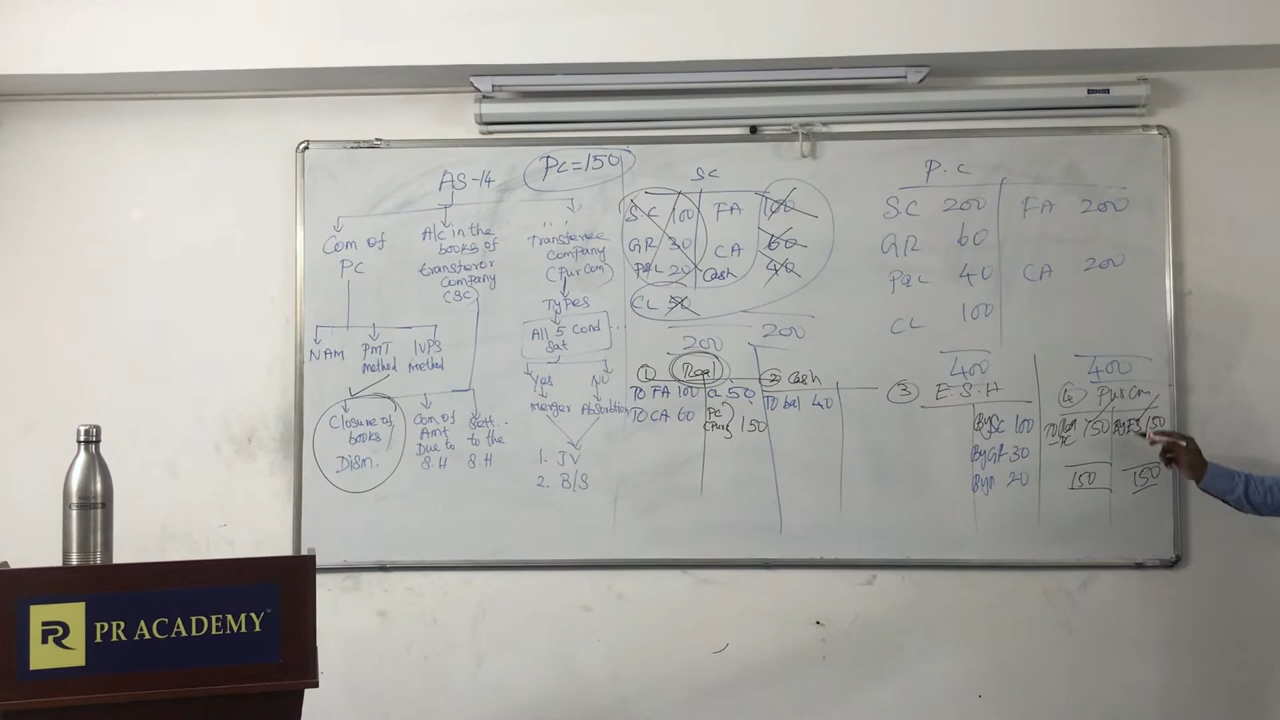 AS-14
PC=150
Com of
PC
A/C in the
books of
transferor
company
(SC)
Transferee
company
(Pur Com)
Types
All 5 Cond
Sat
Yes
No
Merger
Absorbtion
1. JV
2. B/S
NAM
PMT
Method
IVPS
Method
Closure of
books
Dism.
Com of
Amt
Due to
S.H
Sett..
to the
S.H
SC
SC 100 FA 100
GR 30 CA 60
P&L 20 Cash 40
CL 50
200 200
P.C
S.C 200 FA 200
GR 60
P&L 40 CA 200
CL 100
400 400
1 Real
TO FA 100 CL 50
TO CA 60 PC
(Purc) 150
2 Cash
To bal 40
3 E.S.H
By SC 100
By GR 30
By P 20
4 Pur Com
150 By ES 150
150 150
R PR ACADEMY